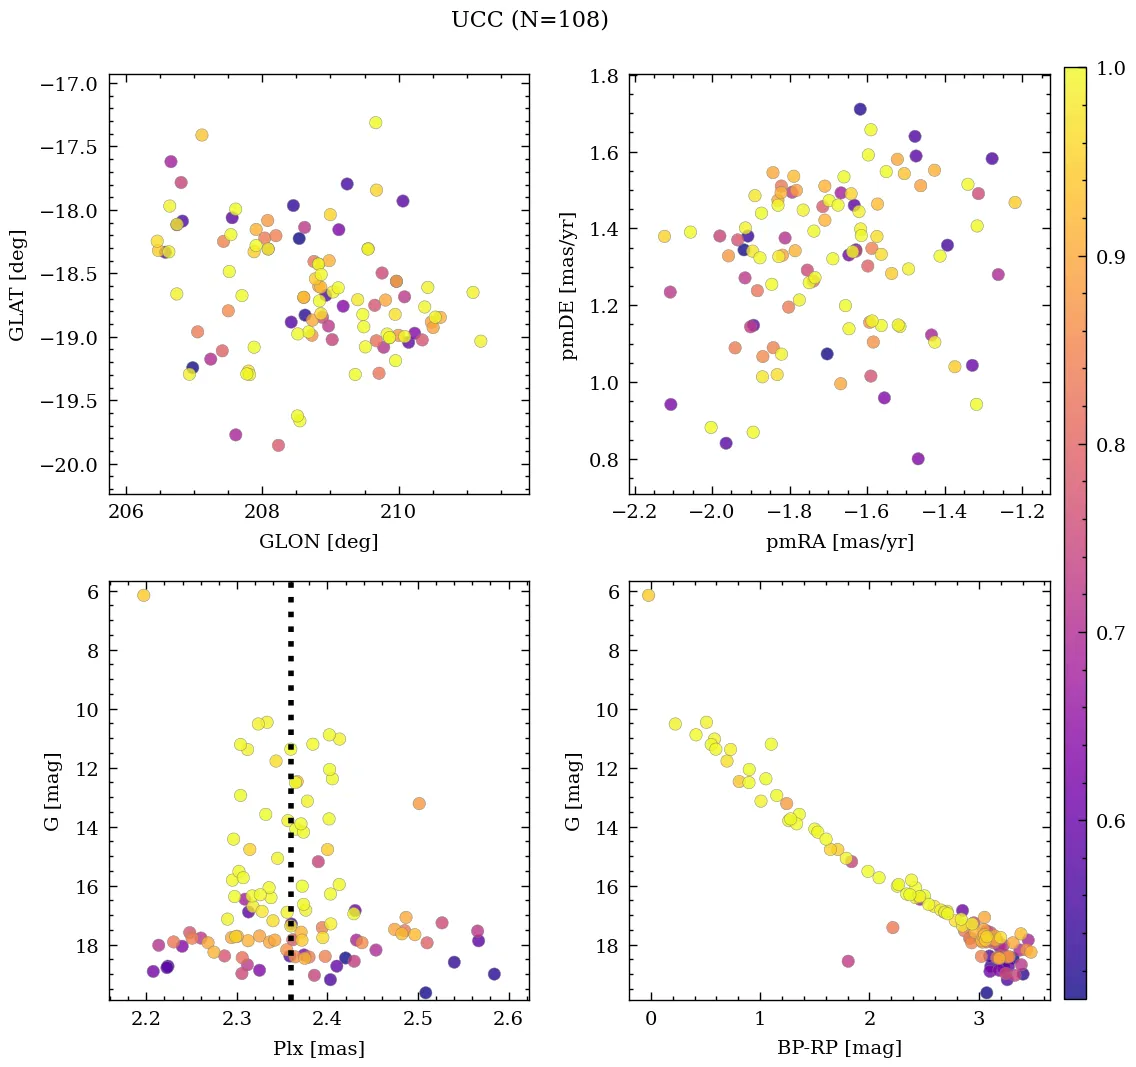 UCC (N=108)
−17.0
−17.5
−18.0
−18.5
−19.0
−19.5
−20.0
GLAT [deg]
206 208 210
GLON [deg]
1.8
1.6
1.4
1.2
1.0
0.8
pmDE [mas/yr]
−2.2 −2.0 −1.8 −1.6 −1.4 −1.2
pmRA [mas/yr]
6
8
10
12
14
16
18
G [mag]
2.2 2.3 2.4 2.5 2.6
Plx [mas]
6
8
10
12
14
16
18
G [mag]
0 1 2 3
BP-RP [mag]
1.0
0.9
0.8
0.7
0.6